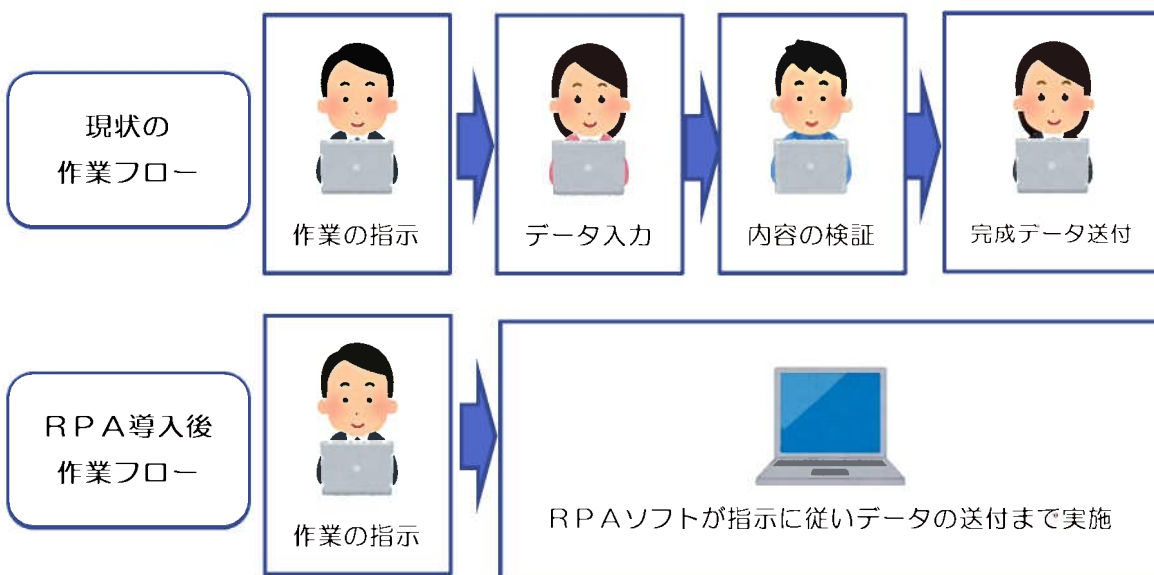 現状の
作業フロー
作業の指示
データ入力
内容の検証
完成データ送付
ＲＰＡ導入後
作業フロー
作業の指示
ＲＰＡソフトが指示に従いデータの送付まで実施